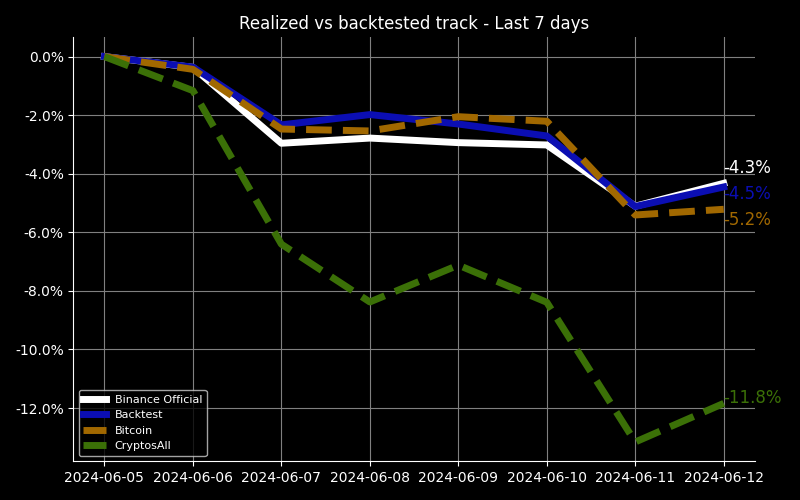 Realized vs backtested track - Last 7 days
0.0%
-2.0%
-4.0%
-6.0%
-8.0%
-10.0%
-12.0%
-4.3%
-4.5%
-5.2%
-11.8%
Binance Official
Backtest
Bitcoin
CryptosAll
2024-06-05 2024-06-06 2024-06-07 2024-06-08 2024-06-09 2024-06-10 2024-06-11 2024-06-12